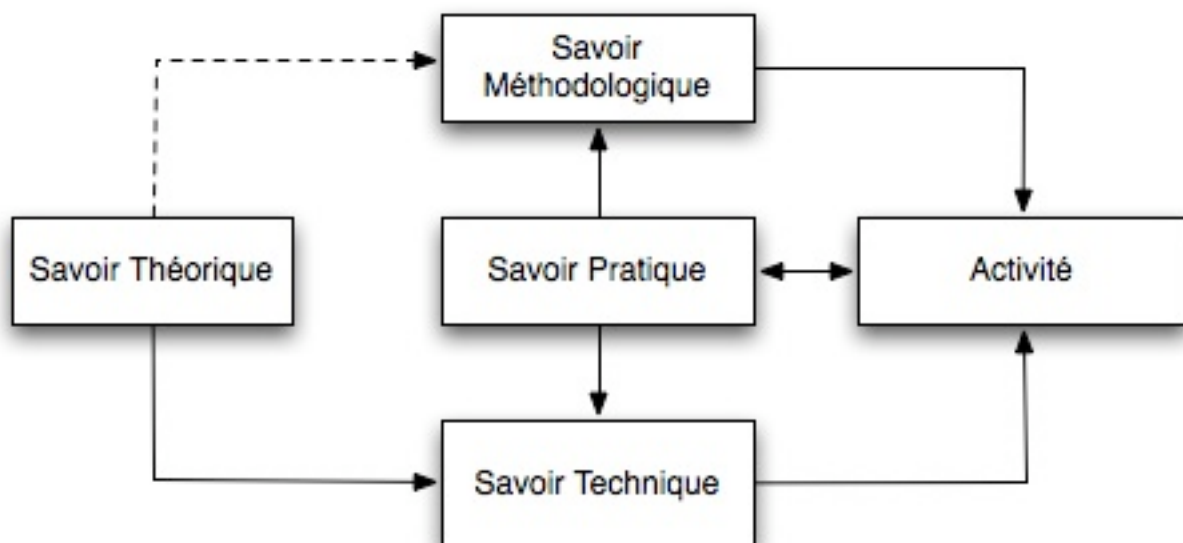 Savoir
Méthodologique
Savoir Théorique
Savoir Pratique
Activité
Savoir Technique